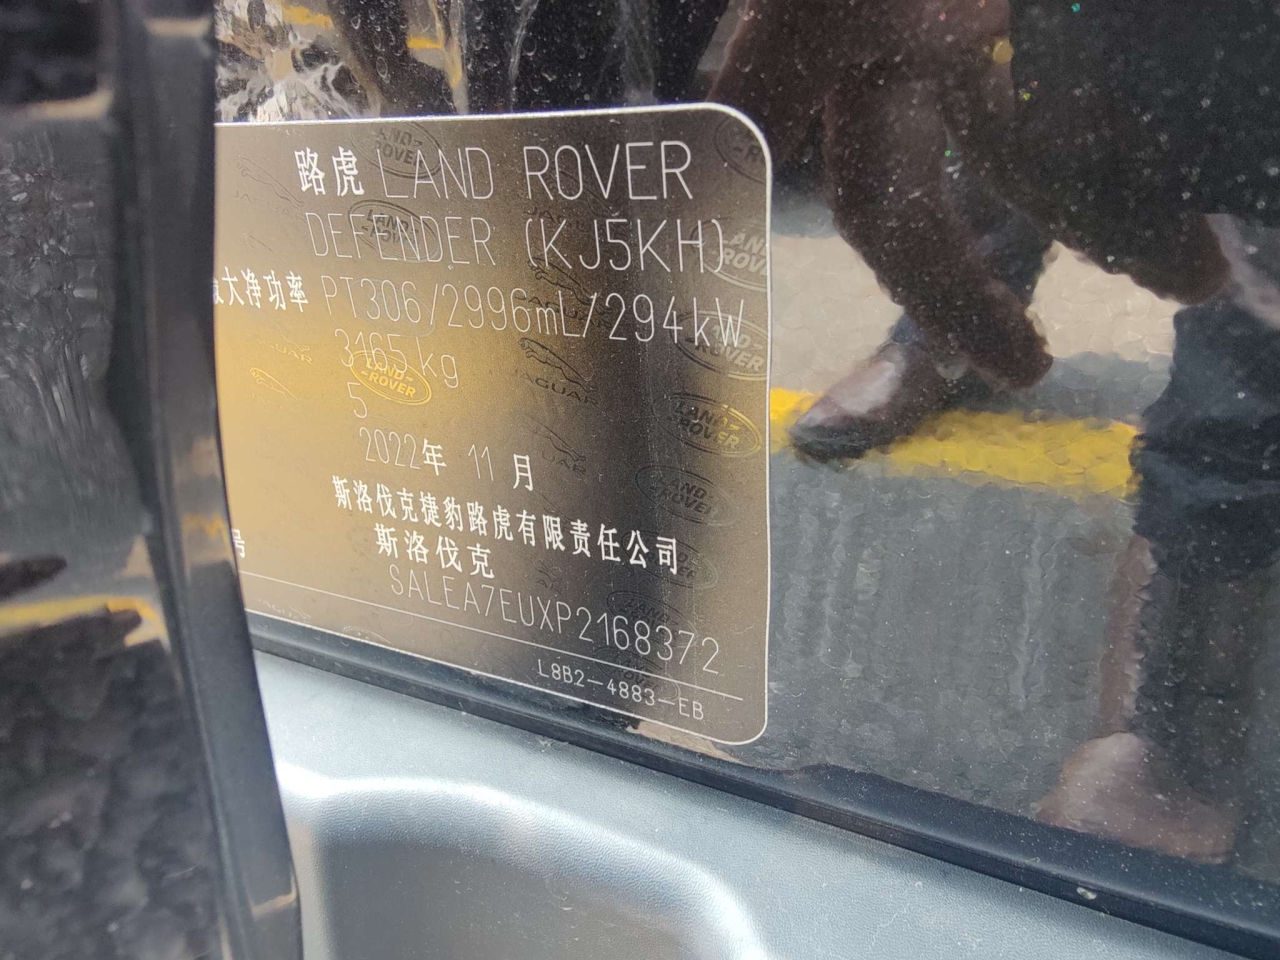 路虎 LAND ROVER
DEFENDER (KJ5KH)
大净功率 PT306/2996mL/294kW
3165 kg
5
2022年 11 月
斯洛伐克捷豹路虎有限责任公司
号 斯洛伐克
SALEA7EUXP2168372
L8B2-4883-EB